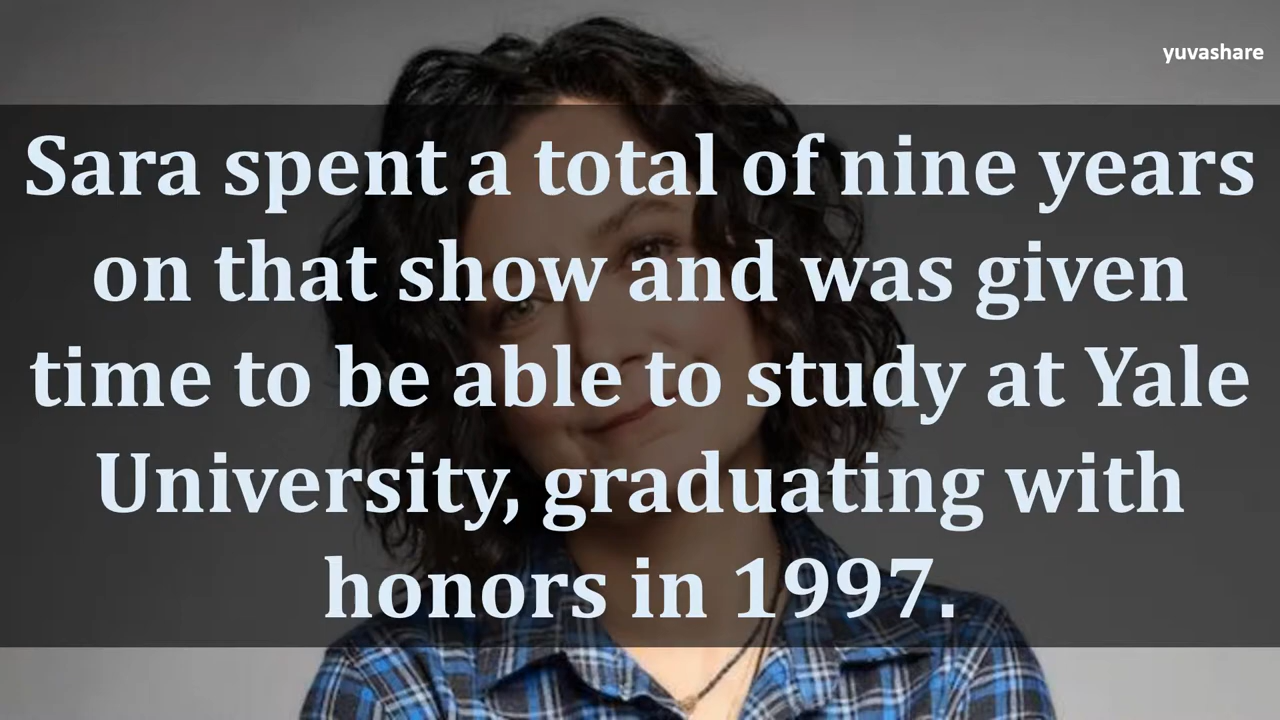 yuvashare
Sara spent a total of nine years
on that show and was given
time to be able to study at Yale
University, graduating with
honors in 1997.